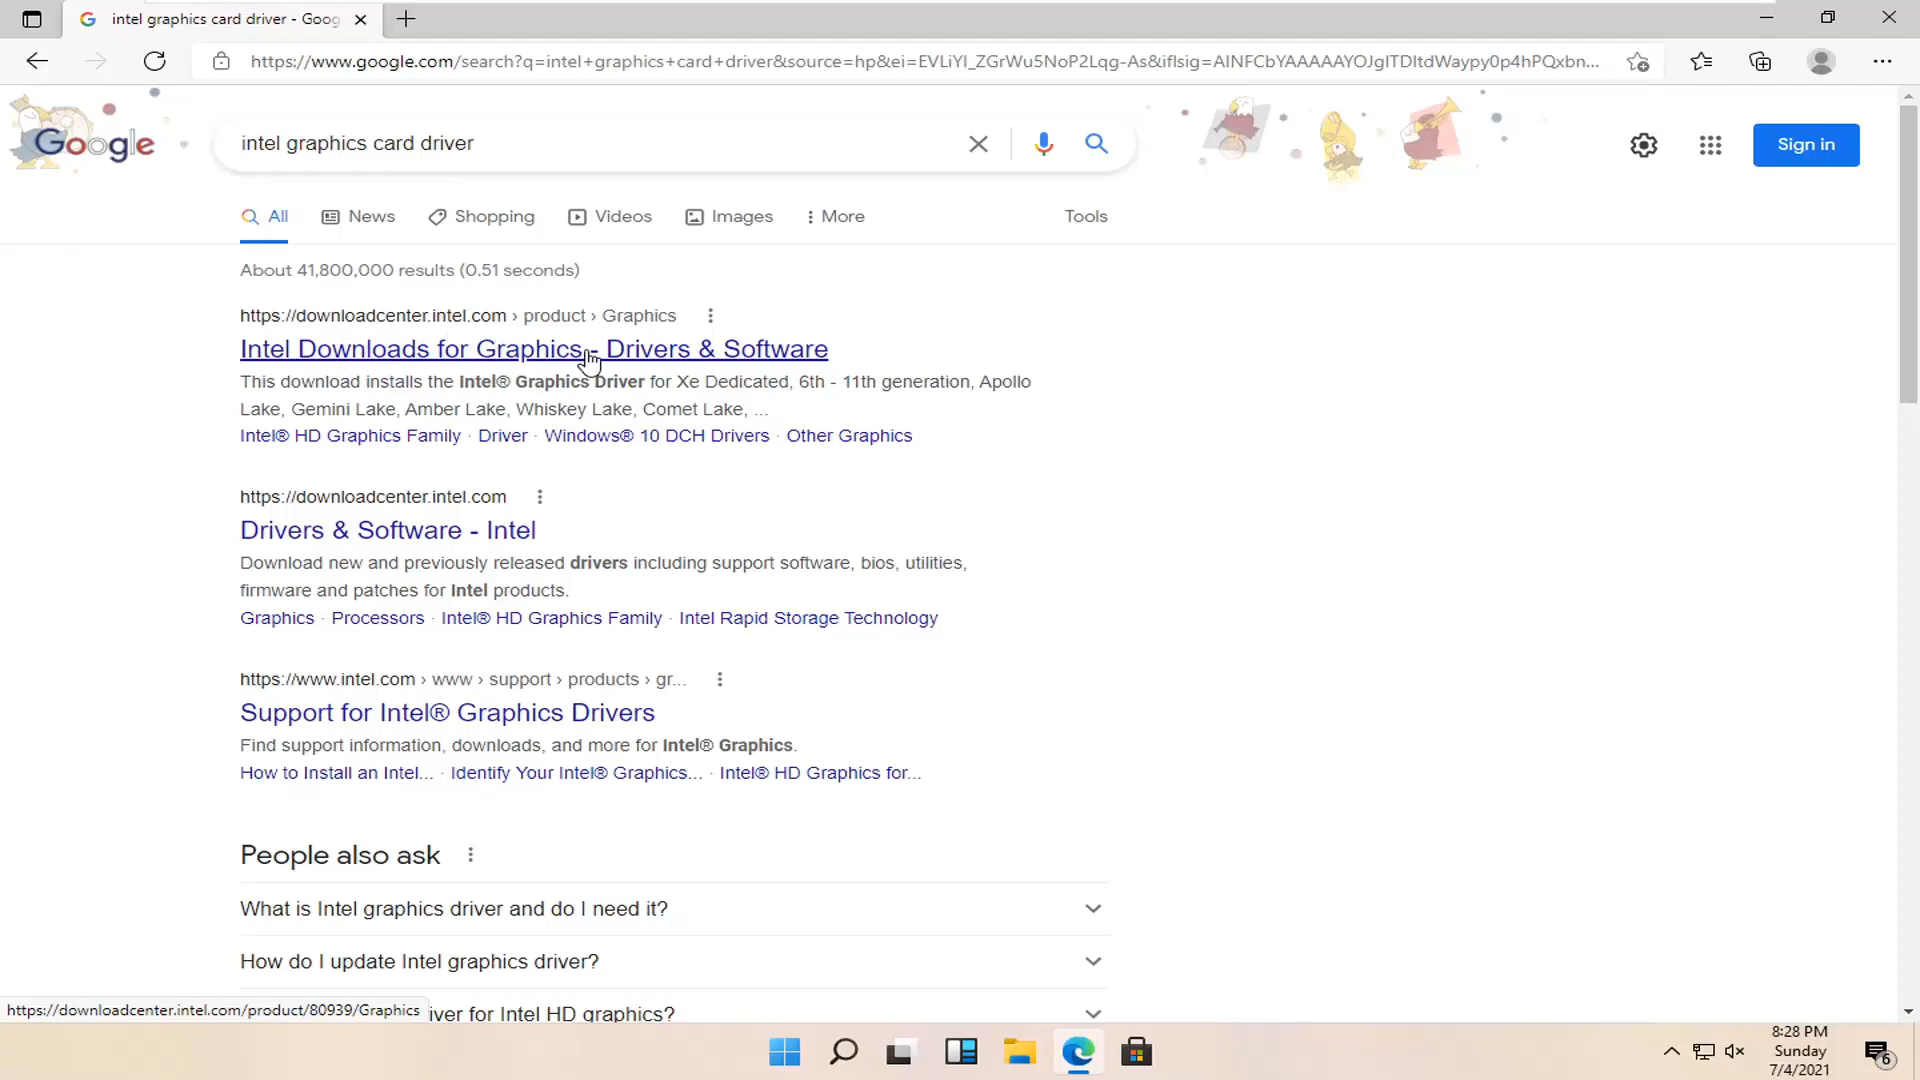 intel graphics card driver - Goog
https://www.google.com/search?q=intel+graphics+card+driver&source=hp&ei=EVLiYI_ZGrWu5NoP2Lqg-As&iflsig=AINFCbYAAAAAYOJgITDItdWaypy0p4hPQxbn...
Google
intel graphics card driver
Sign in
All News Shopping Videos Images More Tools
About 41,800,000 results (0.51 seconds)
https://downloadcenter.intel.com › product › Graphics
Intel Downloads for Graphics - Drivers & Software
This download installs the Intel® Graphics Driver for Xe Dedicated, 6th - 11th generation, Apollo
Lake, Gemini Lake, Amber Lake, Whiskey Lake, Comet Lake, ...
Intel® HD Graphics Family · Driver · Windows® 10 DCH Drivers · Other Graphics
https://downloadcenter.intel.com
Drivers & Software - Intel
Download new and previously released drivers including support software, bios, utilities,
firmware and patches for Intel products.
Graphics · Processors · Intel® HD Graphics Family · Intel Rapid Storage Technology
https://www.intel.com › www › support › products › gr...
Support for Intel® Graphics Drivers
Find support information, downloads, and more for Intel® Graphics.
How to Install an Intel... · Identify Your Intel® Graphics... · Intel® HD Graphics for...
People also ask
What is Intel graphics driver and do I need it?
How do I update Intel graphics driver?
https://downloadcenter.intel.com/product/80939/Graphics
iver for Intel HD graphics?
8:28 PM
Sunday
7/4/2021
6